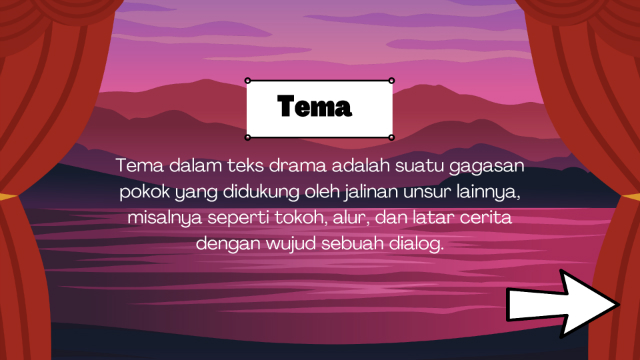 Tema
Tema dalam teks drama adalah suatu gagasan
pokok yang didukung oleh jalinan unsur lainnya,
misalnya seperti tokoh, alur, dan latar cerita
dengan wujud sebuah dialog.